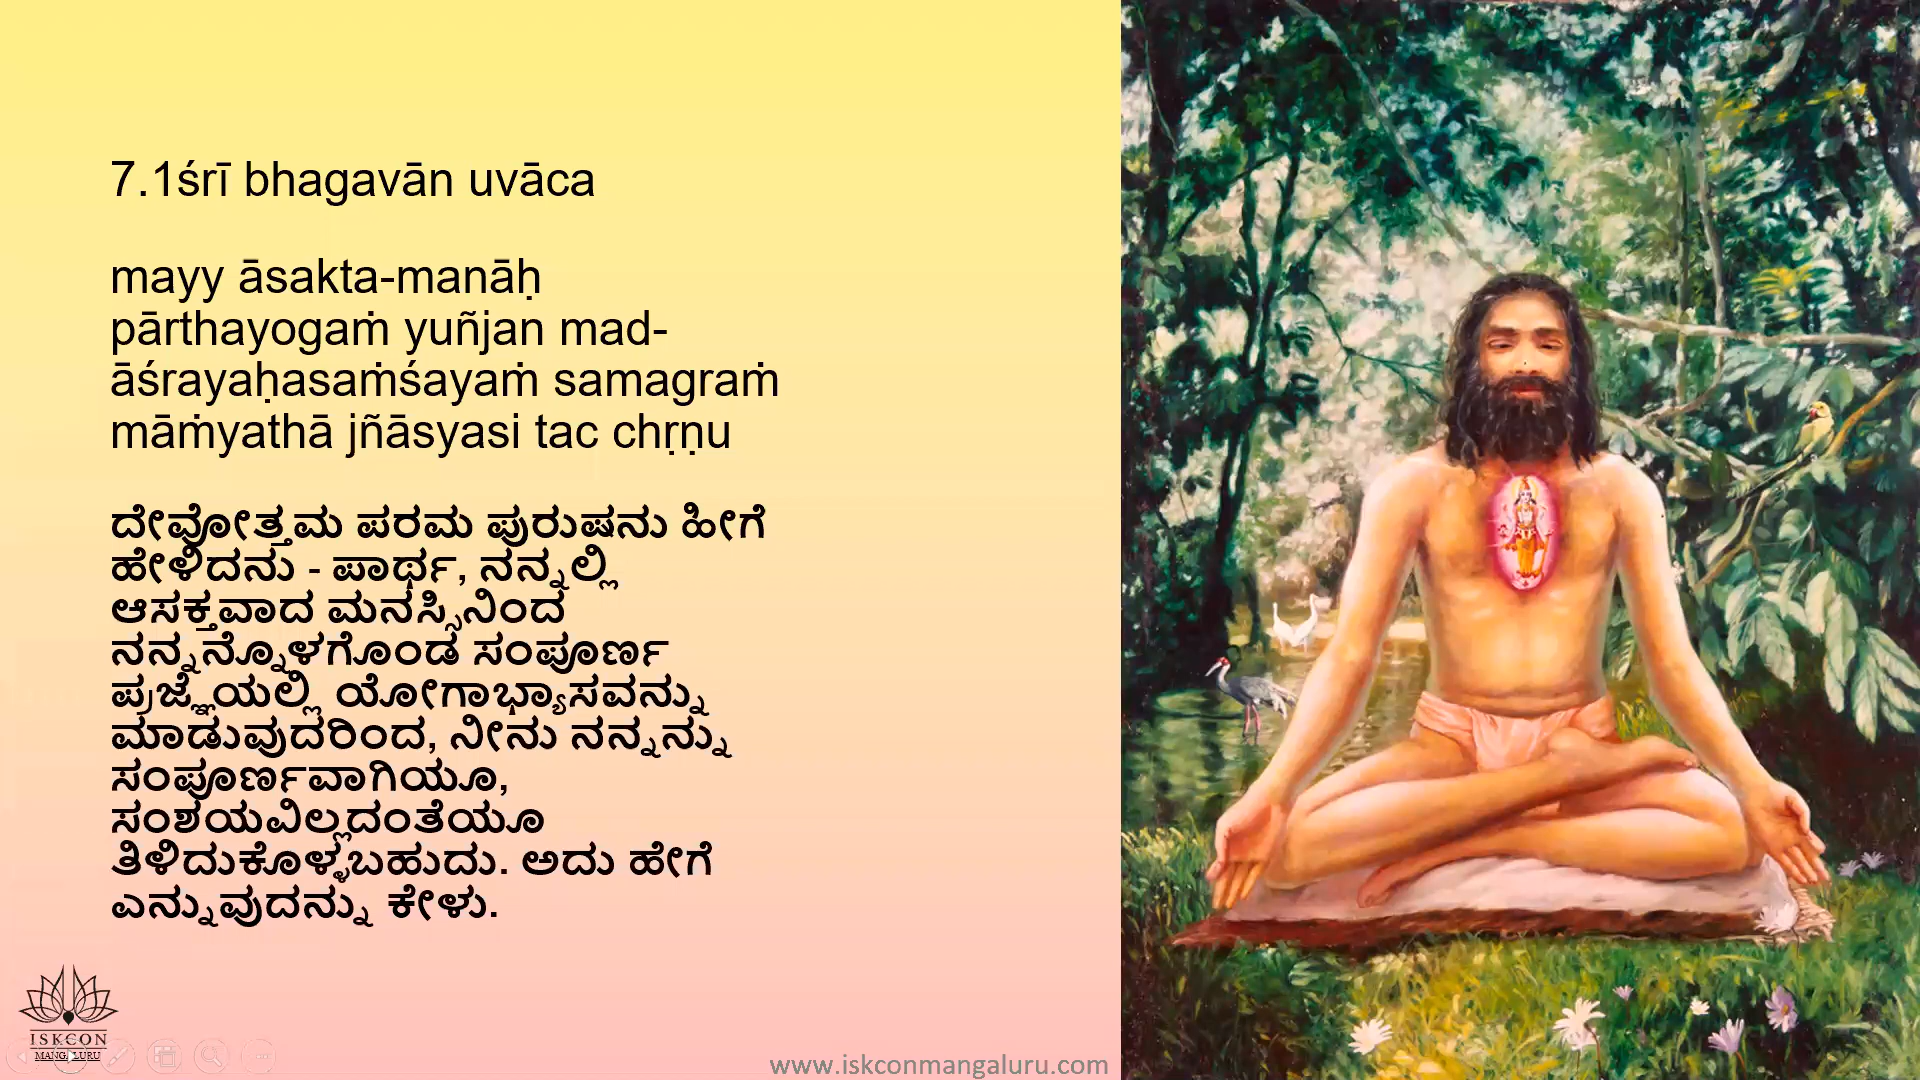 7.1śrī bhagavān uvāca
mayy āsakta-manāḥ
pārthayogaṁ yuñjan mad-
āśrayaḥasaṁśayaṁ samagraṁ
māṁyathā jñāsyasi tac chṛṇu
ದೇವೋತ್ತಮ ಪರಮ ಪುರುಷನು ಹೀಗೆ
ಹೇಳಿದನು - ಪಾರ್ಥ, ನನ್ನಲ್ಲಿ
ಆಸಕ್ತವಾದ ಮನಸ್ಸಿನಿಂದ
ನನ್ನನ್ನೊಳಗೊಂಡ ಸಂಪೂರ್ಣ
ಪ್ರಜ್ಞೆಯಲ್ಲಿ ಯೋಗಾಭ್ಯಾಸವನ್ನು
ಮಾಡುವುದರಿಂದ, ನೀನು ನನ್ನನ್ನು
ಸಂಪೂರ್ಣವಾಗಿಯೂ,
ಸಂಶಯವಿಲ್ಲದಂತೆಯೂ
ತಿಳಿದುಕೊಳ್ಳಬಹುದು. ಅದು ಹೇಗೆ
ಎನ್ನುವುದನ್ನು ಕೇಳು.
ISKCON
MANGALURU
www.iskconmangaluru.com